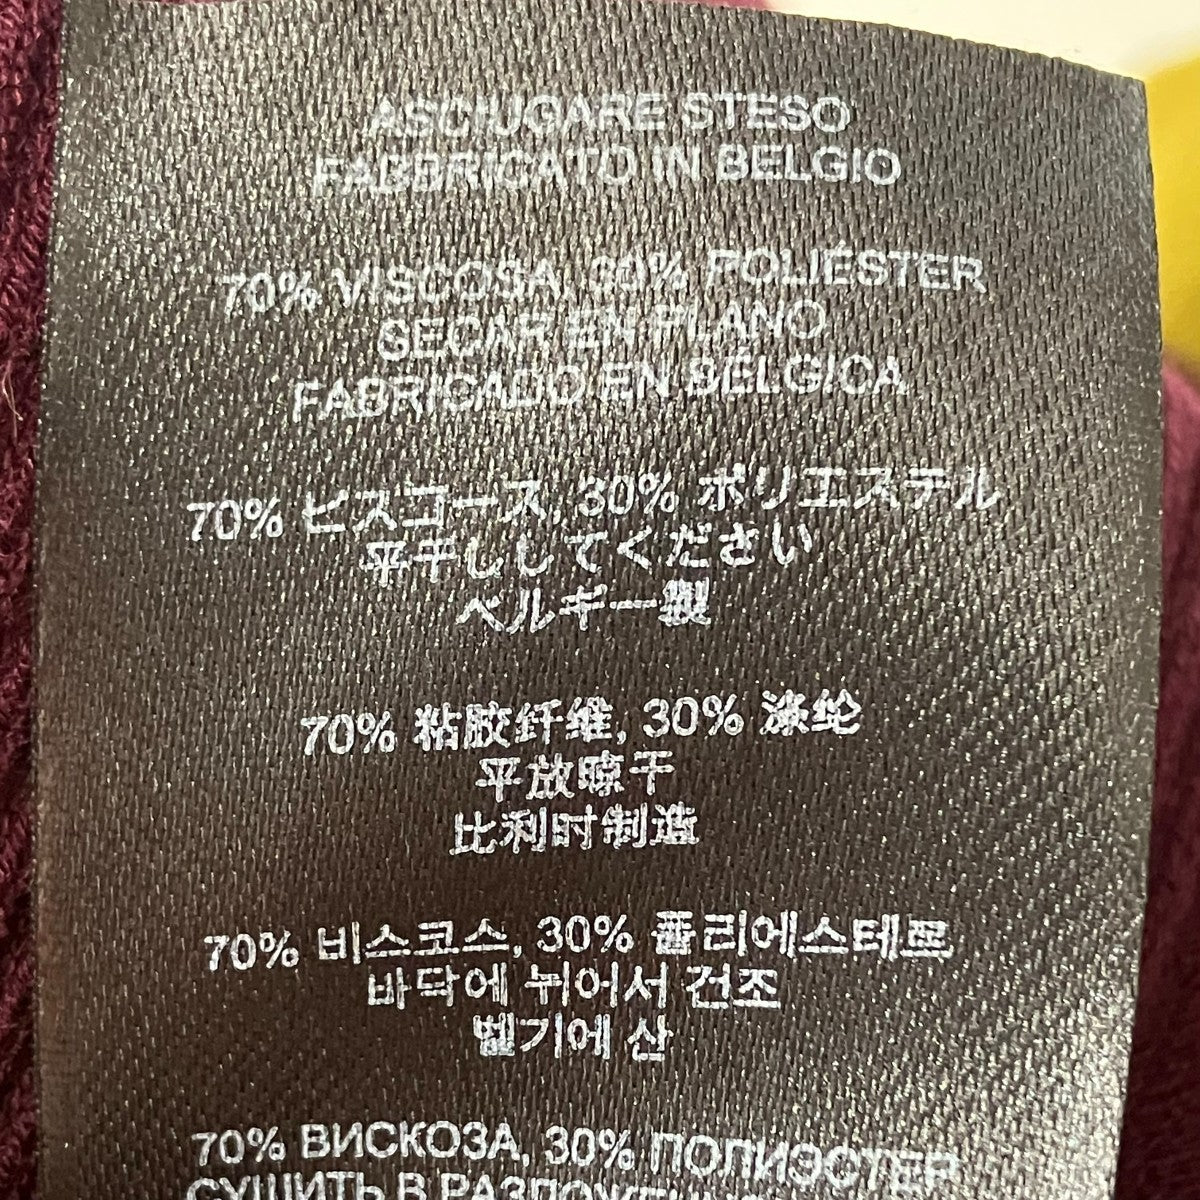 ASCIUGARE STESO
FABBRICATO IN BELGIO
70% VISCOSA, 30% POLIÉSTER
SECAR EN PLANO
FABRICADO EN BÉLGICA
70% ビスコース, 30% ポリエステル
平干ししてください
ベルギー製
70% 粘胶纤维, 30% 涤纶
平放晾干
比利时制造
70% 비스코스, 30% 폴리에스테르
바닥에 뉘어서 건조
벨기에 산
70% ВИСКОЗА, 30% ПОЛИЭСТЕР
СУШИТЬ В